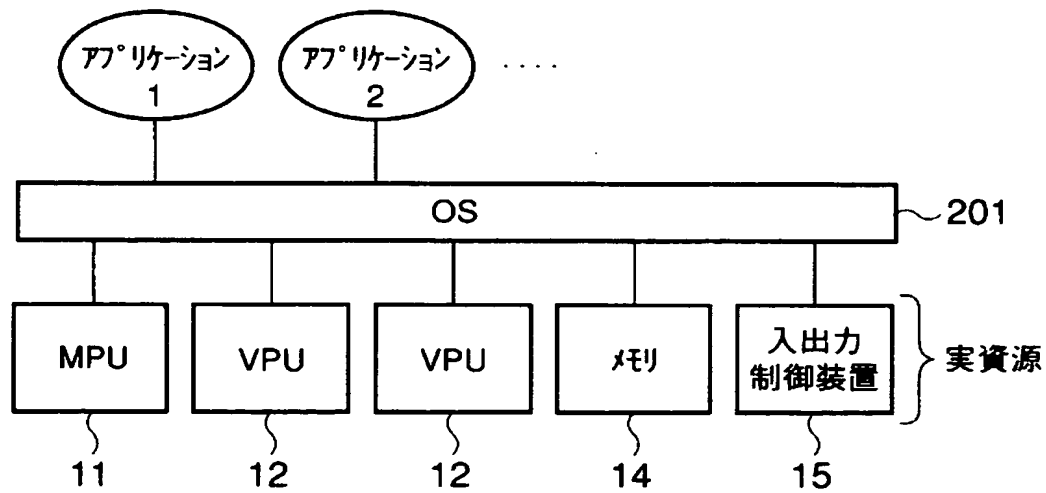 アプリケーション
1
アプリケーション
2
....
OS
201
MPU
VPU
VPU
メモリ
入出力
制御装置
実資源
11
12
12
14
15